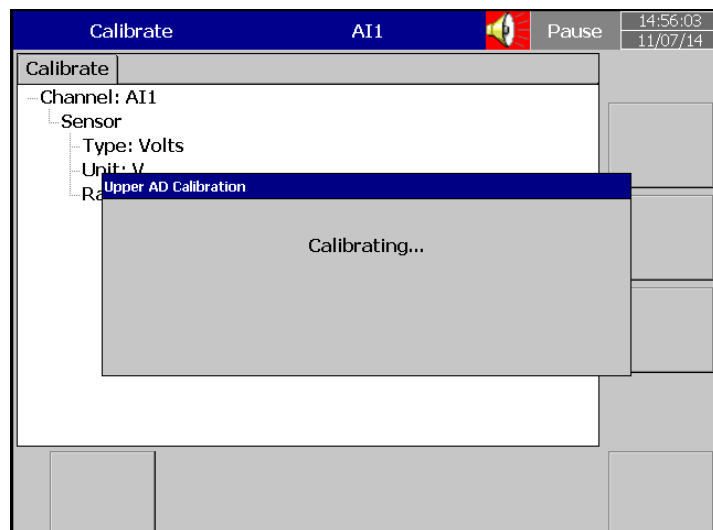 Calibrate AI1 Pause 14:56:03
11/07/14
Calibrate
Channel: AI1
Sensor
Type: Volts
Unit: V
Upper AD Calibration
Calibrating...